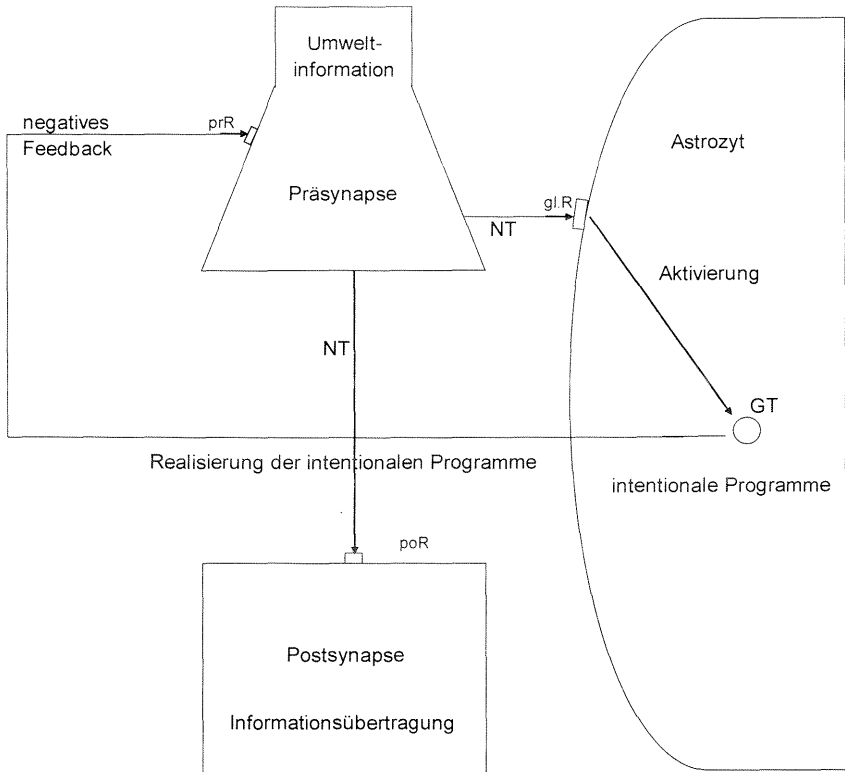 Umwelt-
information
negatives
Feedback
prR
Präsynapse
Astrozyt
gl.R
NT
Aktivierung
NT
GT
Realisierung der intentionalen Programme
intentionale Programme
poR
Postsynapse
Informationsübertragung